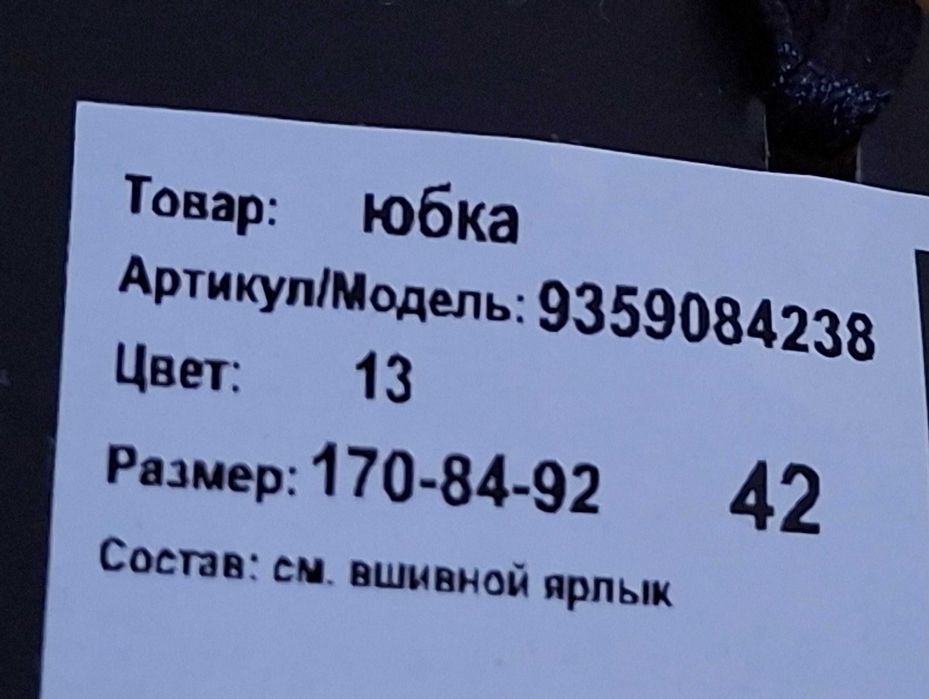 Товар: юбка
Артикул/Модель: 9359084238
Цвет: 13
Размер: 170-84-92 42
Состав: см. вшивной ярлык